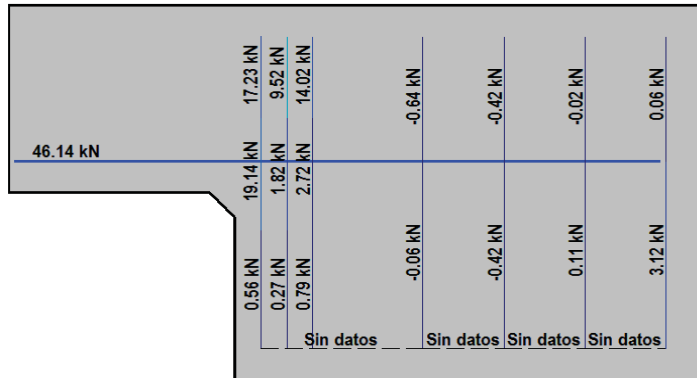 17.23 kN
9.52 kN
14.02 kN
-0.64 kN
-0.42 kN
-0.02 kN
0.06 kN
46.14 kN
19.14 kN
1.82 kN
2.72 kN
0.56 kN
0.27 kN
0.79 kN
-0.06 kN
-0.42 kN
0.11 kN
3.12 kN
Sin datos
Sin datos
Sin datos
Sin datos